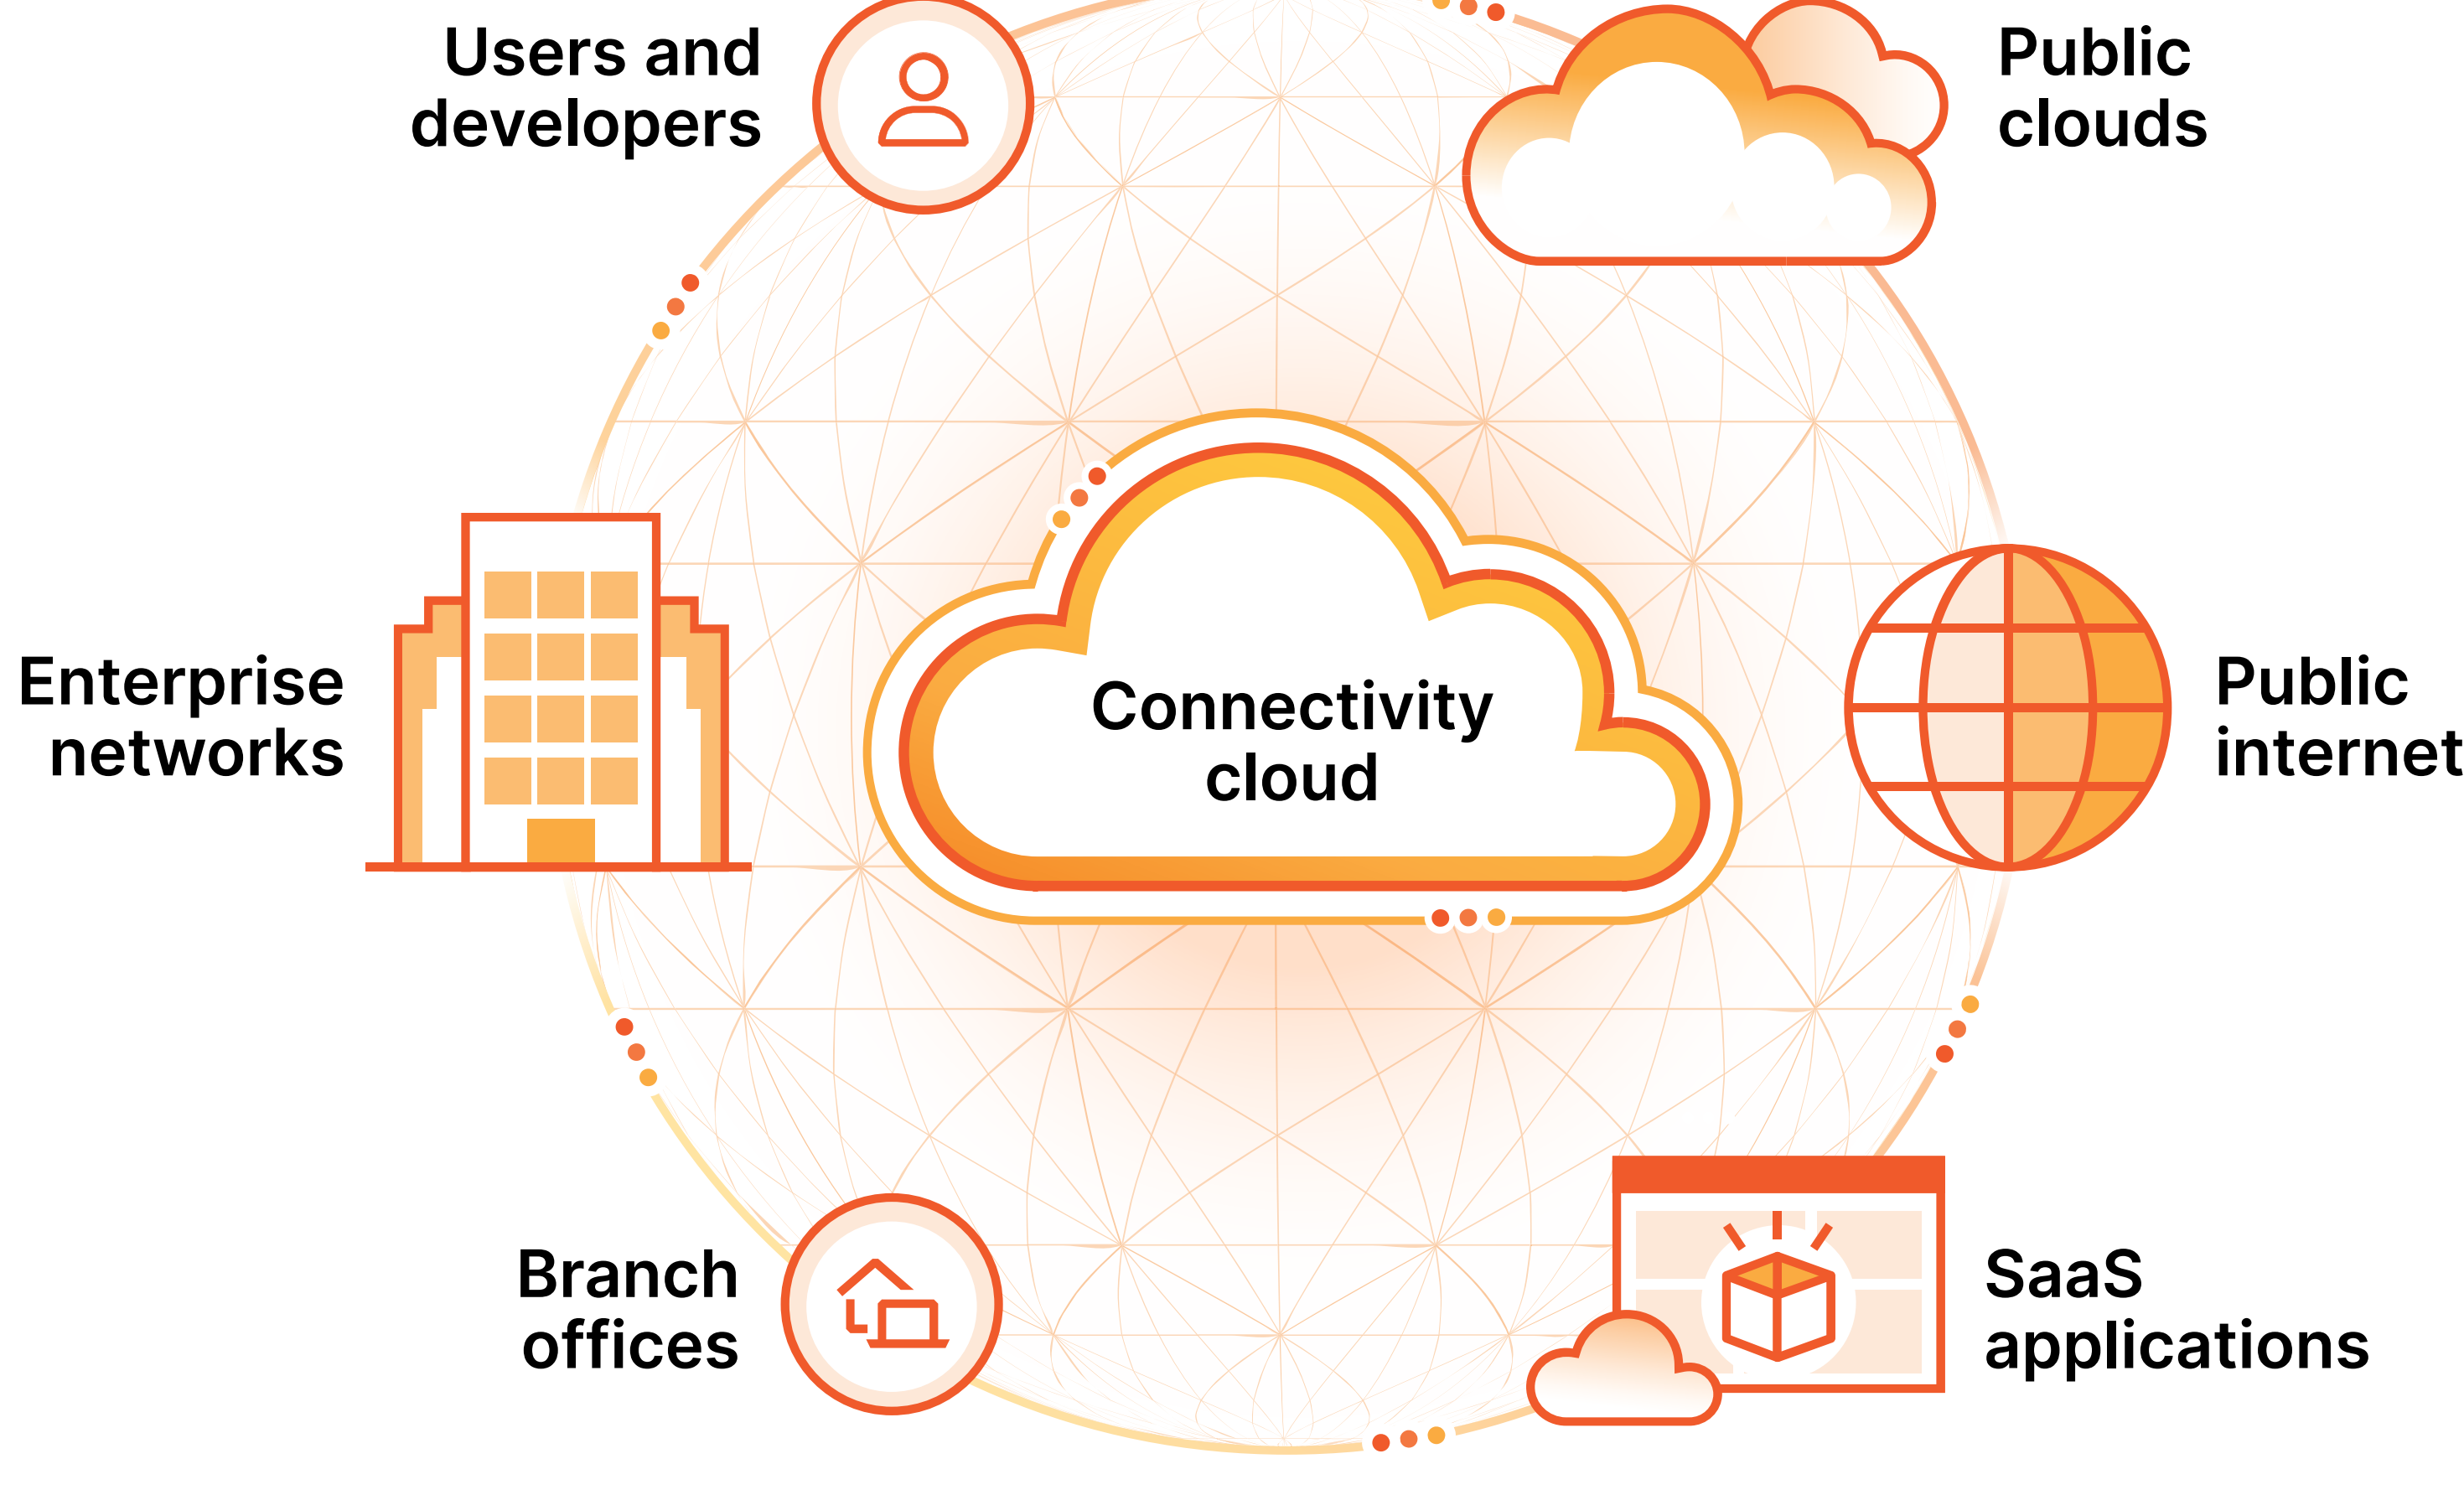 Users and
developers
Public
clouds
Enterprise
networks
Connectivity
cloud
Public
internet
Branch
offices
SaaS
applications